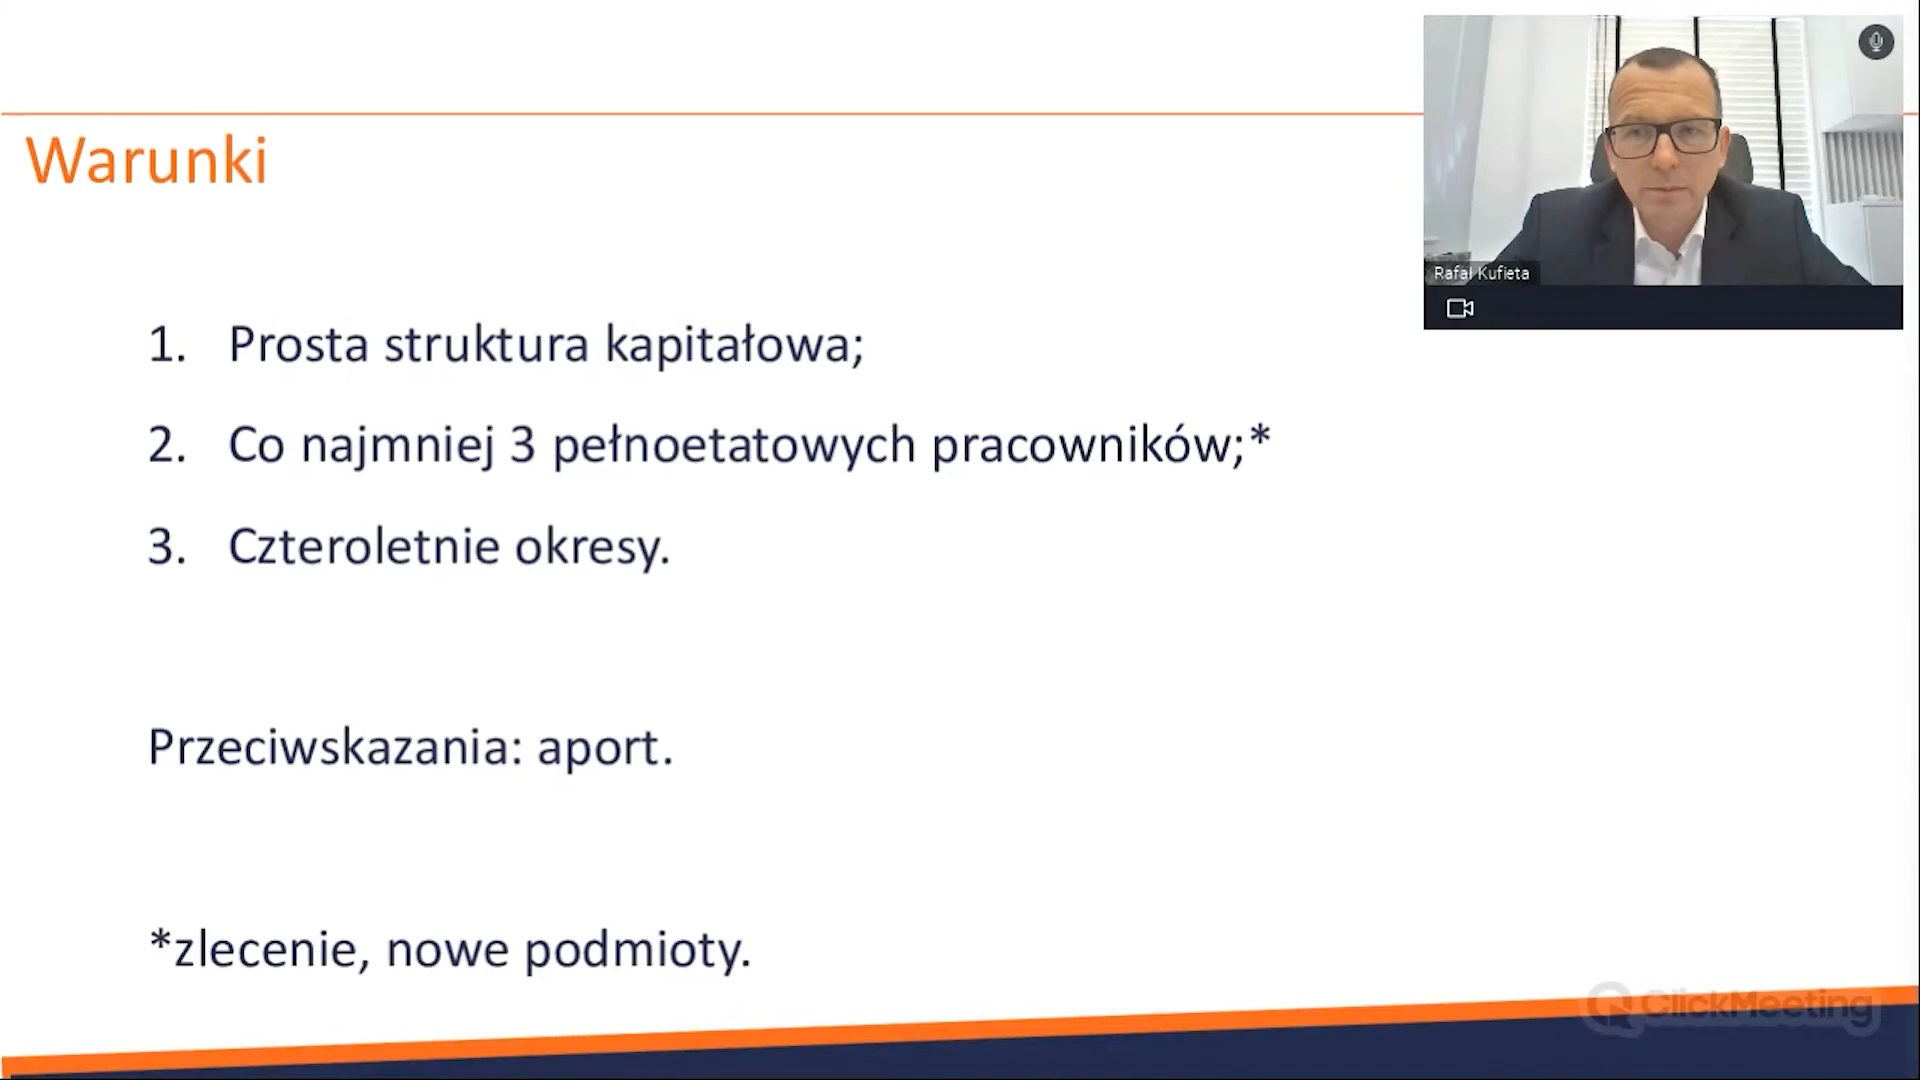 Warunki
Rafał Kufieta
1. Prosta struktura kapitałowa;
2. Co najmniej 3 pełnoetatowych pracowników;*
3. Czteroletnie okresy.
Przeciwskazania: aport.
*zlecenie, nowe podmioty.
ClickMeeting